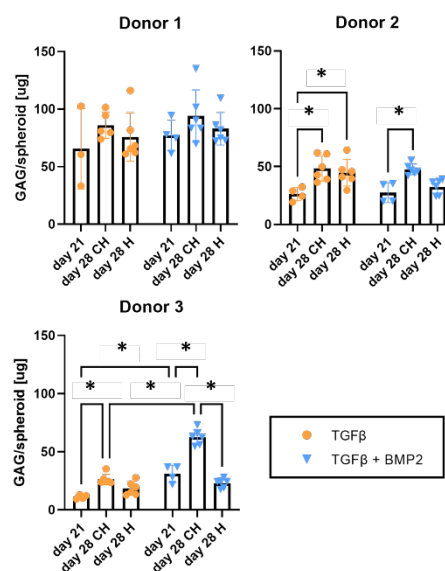 Donor 1
GAG/spheroid [ug]
150
100
50
0
day 21
day 28 CH
day 28 H
day 21
day 28 CH
day 28 H
Donor 2
150
100
50
0
*
*
*
day 21
day 28 CH
day 28 H
day 21
day 28 CH
day 28 H
Donor 3
GAG/spheroid [ug]
150
100
50
0
*
*
*
*
*
day 21
day 28 CH
day 28 H
day 21
day 28 CH
day 28 H
TGFβ
TGFβ + BMP2